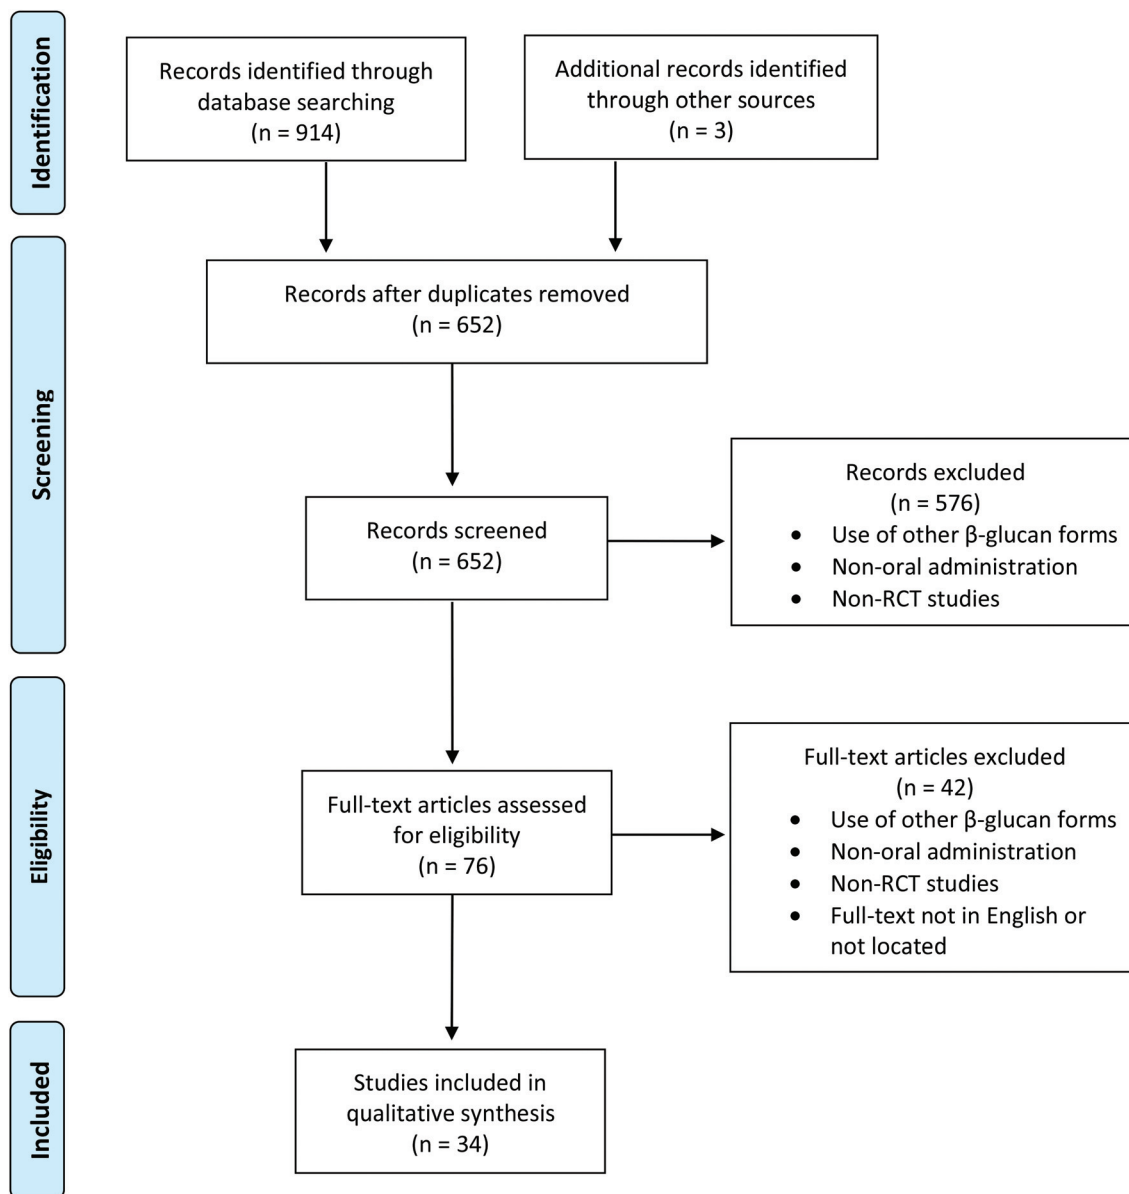 Identification
Records identified through
database searching
(n = 914)
Additional records identified
through other sources
(n = 3)
Screening
Records after duplicates removed
(n = 652)
Records screened
(n = 652)
Records excluded
(n = 576)
• Use of other β-glucan forms
• Non-oral administration
• Non-RCT studies
Eligibility
Full-text articles assessed
for eligibility
(n = 76)
Full-text articles excluded
(n = 42)
• Use of other β-glucan forms
• Non-oral administration
• Non-RCT studies
• Full-text not in English or
not located
Included
Studies included in
qualitative synthesis
(n = 34)